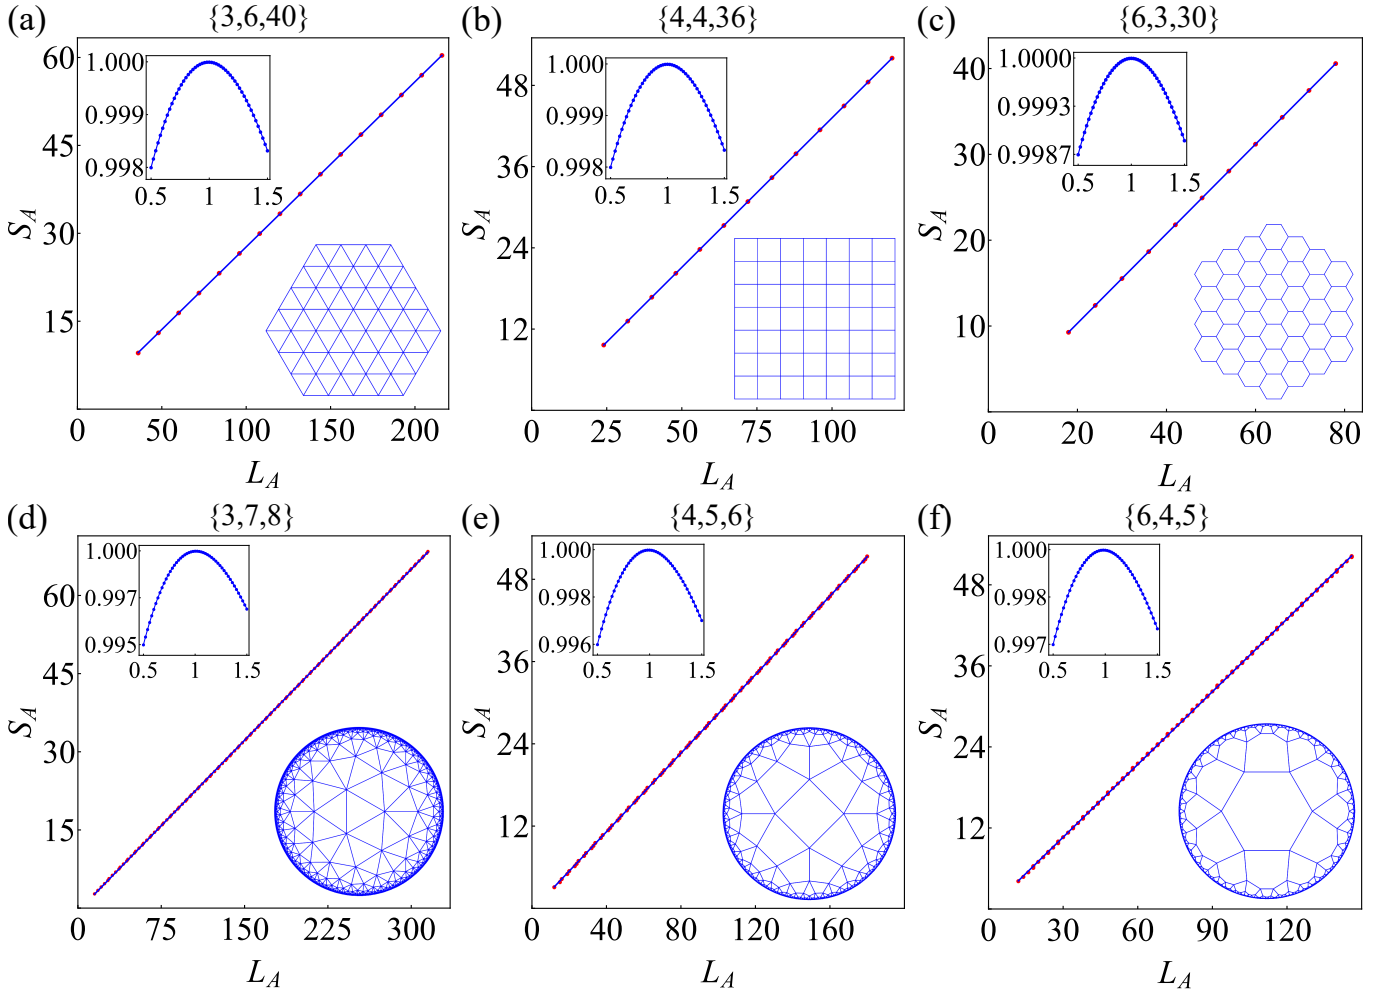 (a) {3,6,40}
1.000
0.999
0.998
0.5 1 1.5
60
45
30
15
S_A
0 50 100 150 200
L_A
(b) {4,4,36}
1.000
0.999
0.998
0.5 1 1.5
48
36
24
12
S_A
0 25 50 75 100
L_A
(c) {6,3,30}
1.0000
0.9993
0.9987
0.5 1 1.5
40
30
20
10
S_A
0 20 40 60 80
L_A
(d) {3,7,8}
1.000
0.997
0.995
0.5 1 1.5
60
45
30
15
S_A
0 75 150 225 300
L_A
(e) {4,5,6}
1.000
0.998
0.996
0.5 1 1.5
48
36
24
12
S_A
0 40 80 120 160
L_A
(f) {6,4,5}
1.000
0.998
0.997
0.5 1 1.5
48
36
24
12
S_A
0 30 60 90 120
L_A